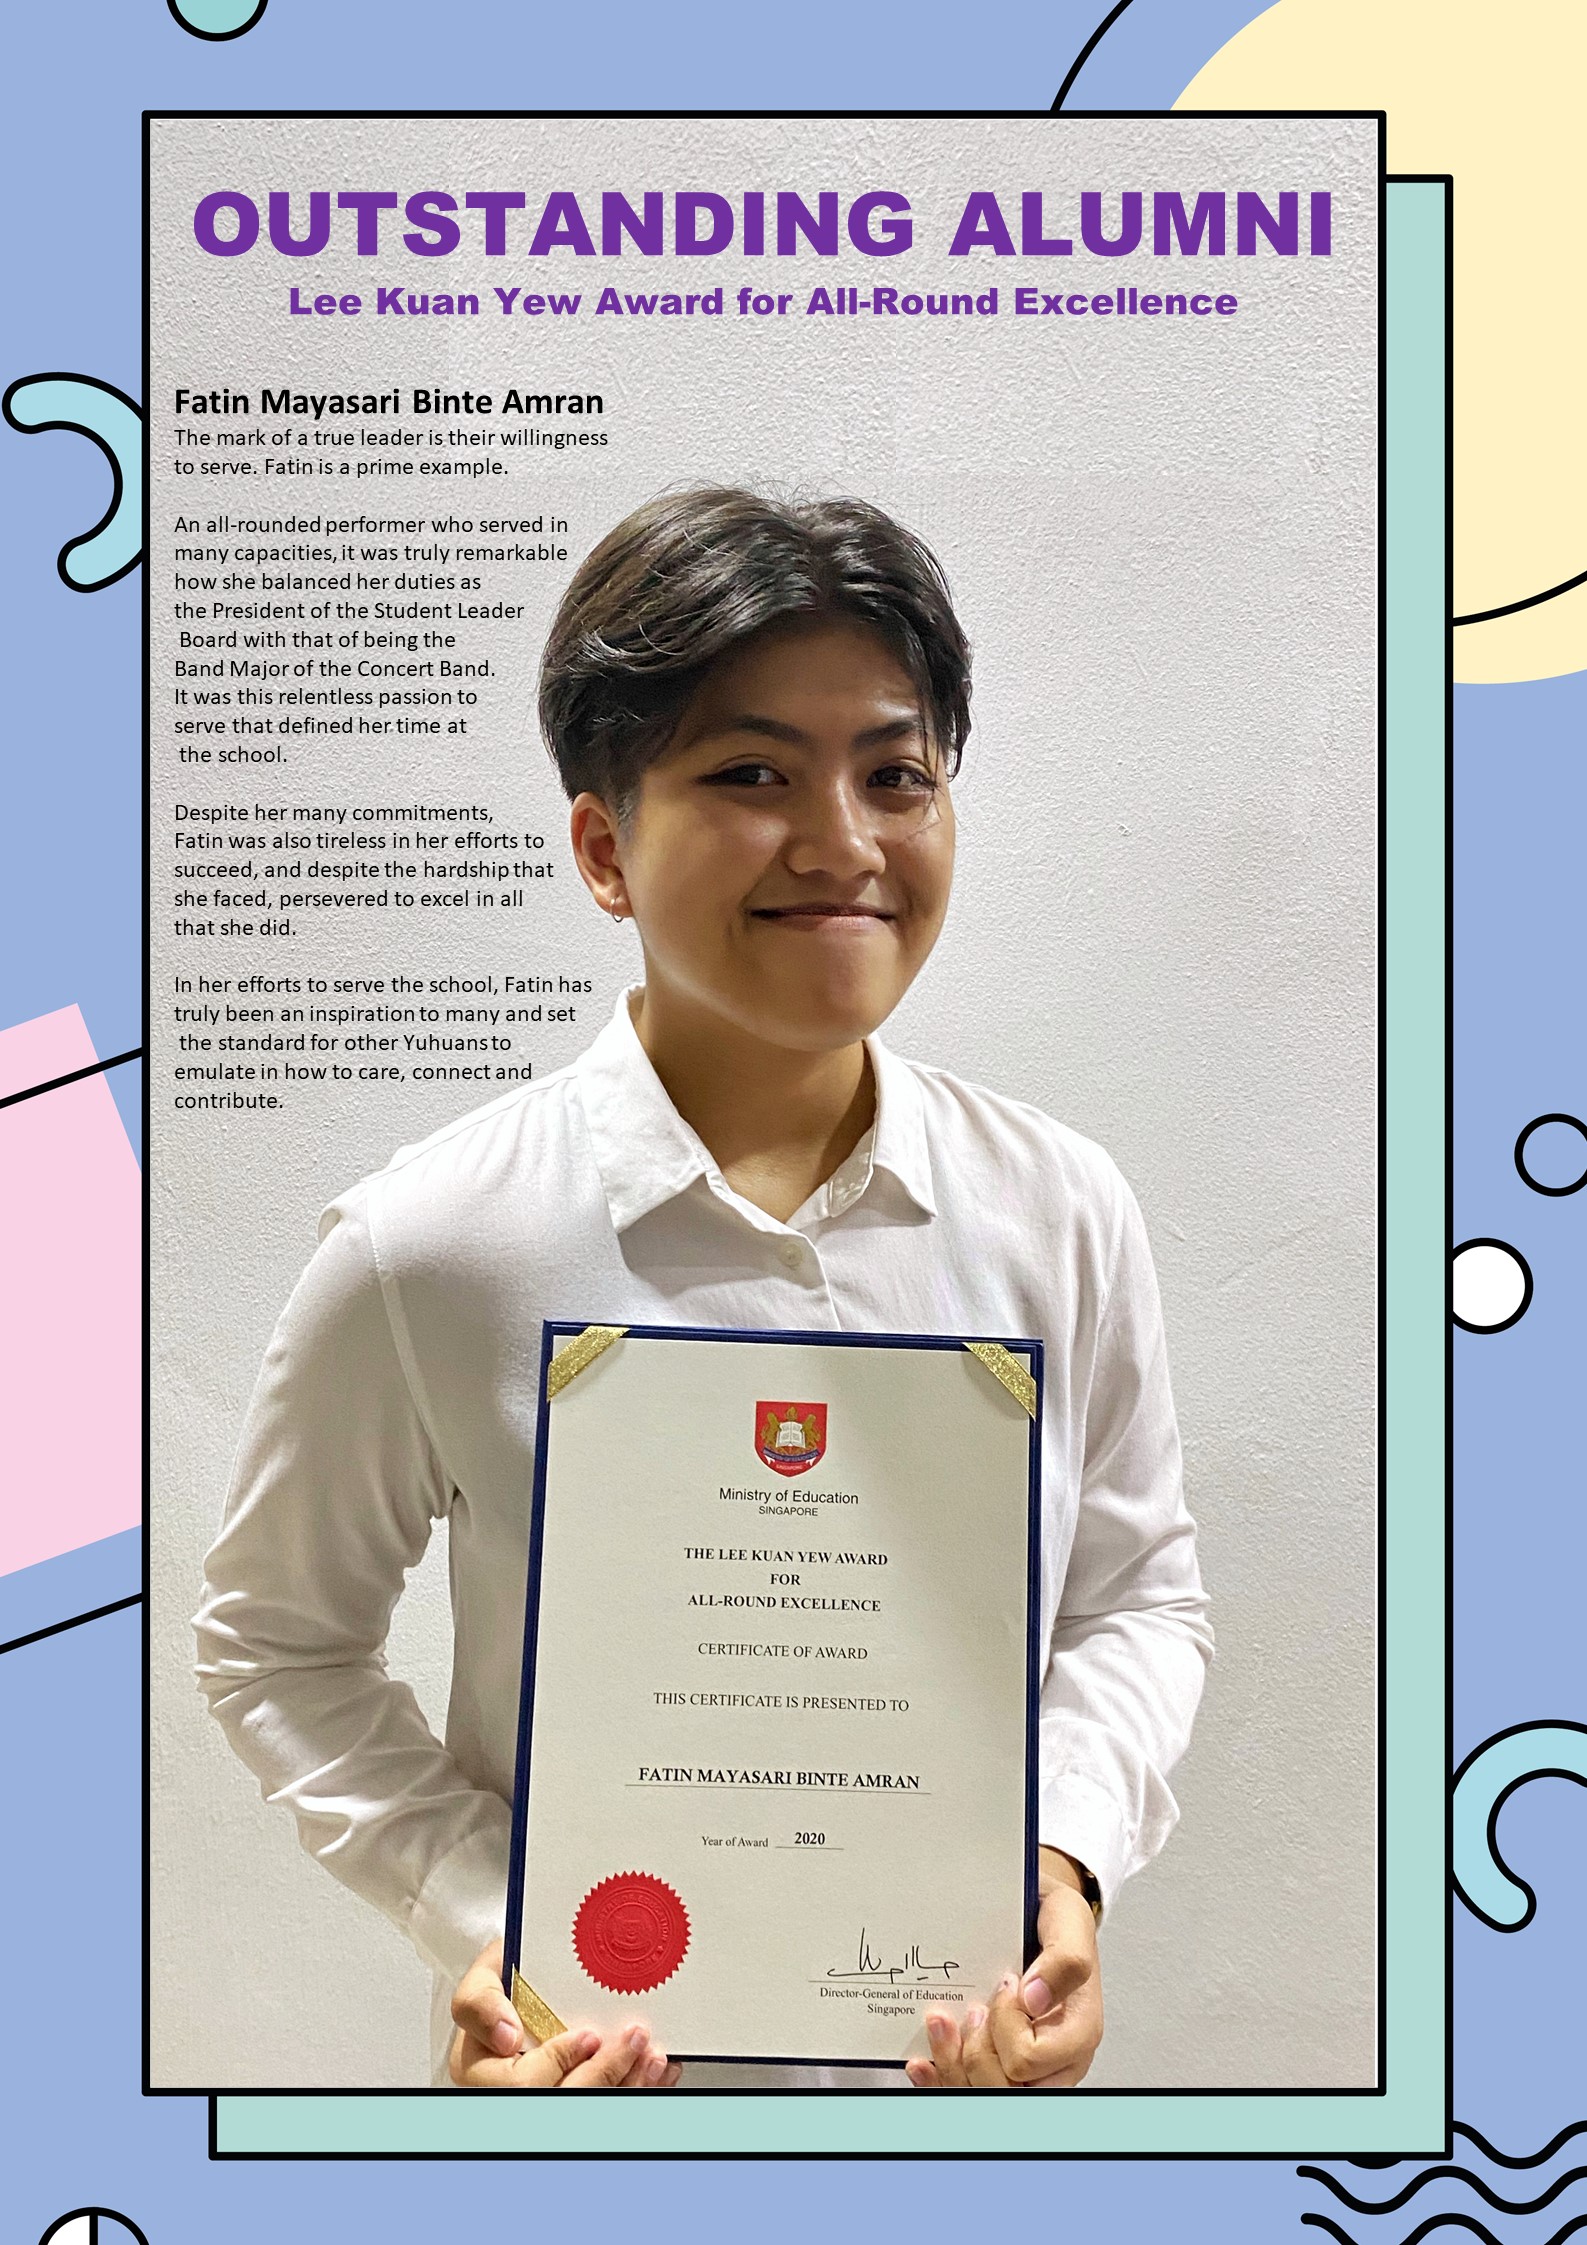 OUTSTANDING ALUMNI
Lee Kuan Yew Award for All-Round Excellence
Fatin Mayasari Binte Amran
The mark of a true leader is their willingness
to serve. Fatin is a prime example.
An all-rounded performer who served in
many capacities, it was truly remarkable
how she balanced her duties as
the President of the Student Leader
Board with that of being the
Band Major of the Concert Band.
It was this relentless passion to
serve that defined her time at
the school.
Despite her many commitments,
Fatin was also tireless in her efforts to
succeed, and despite the hardship that
she faced, persevered to excel in all
that she did.
In her efforts to serve the school, Fatin has
truly been an inspiration to many and set
the standard for other Yuhuans to
emulate in how to care, connect and
contribute.
Ministry of Education
SINGAPORE
THE LEE KUAN YEW AWARD
FOR
ALL-ROUND EXCELLENCE
CERTIFICATE OF AWARD
THIS CERTIFICATE IS PRESENTED TO
FATIN MAYASARI BINTE AMRAN
Year of Award 2020
Director-General of Education
Singapore